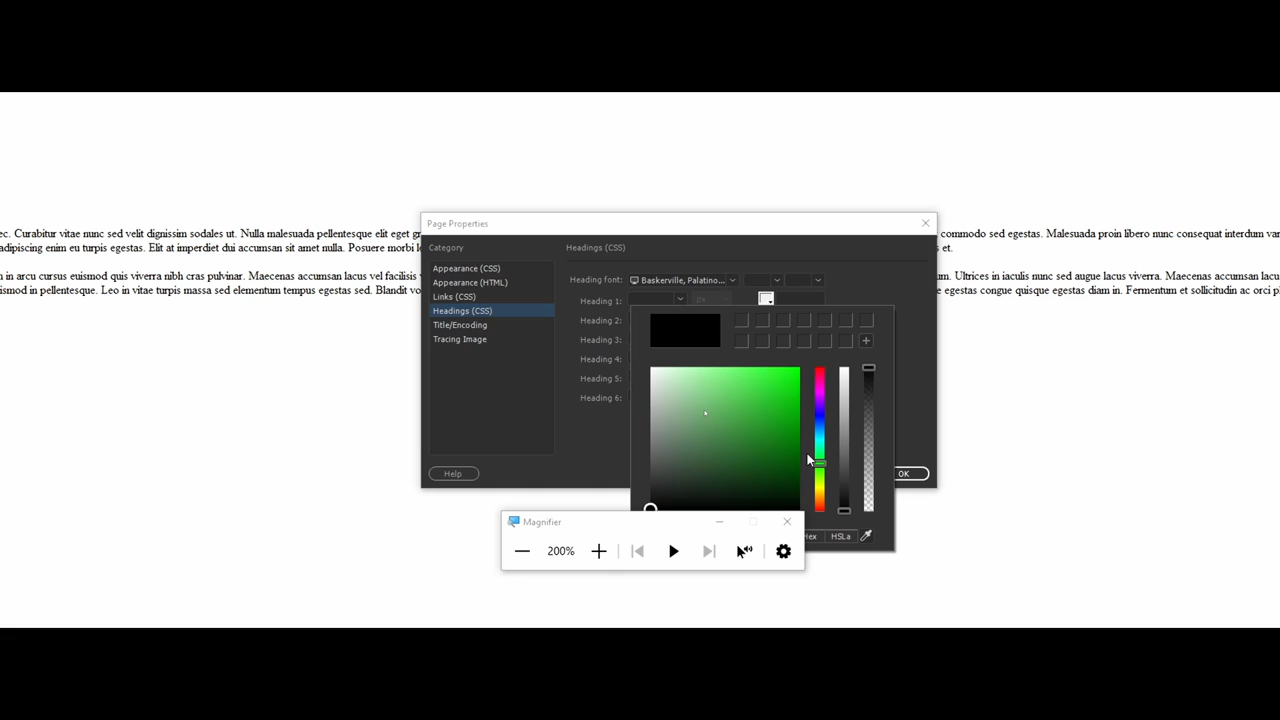 Page Properties
ec. Curabitur vitae nunc sed velit dignissim sodales ut. Nulla malesuada pellentesque elit eget
commodo sed egestas. Malesuada proin libero nunc consequat interdum
adipiscing enim eu turpis egestas. Elit at imperdiet dui accumsan sit amet nulla. Posuere morbi
et.
n in arcu cursus euismod quis viverra nibh cras pulvinar. Maecenas accumsan lacus vel facilisis
Ultrices in iaculis nunc sed augue lacus viverra. Maecenas accumsan
ismod in pellentesque. Leo in vitae turpis massa sed elementum tempus egestas sed. Blandit
e egestas congue quisque egestas diam in. Fermentum et sollicitudin ac orci
Category
Headings (CSS)
Appearance (CSS)
Appearance (HTML)
Links (CSS)
Headings (CSS)
Title/Encoding
Tracing Image
Heading font: Baskerville, Palatino...
Heading 1: px
Heading 2:
Heading 3:
Heading 4:
Heading 5:
Heading 6:
Help
OK
Hex
HSLa
Magnifier
200%